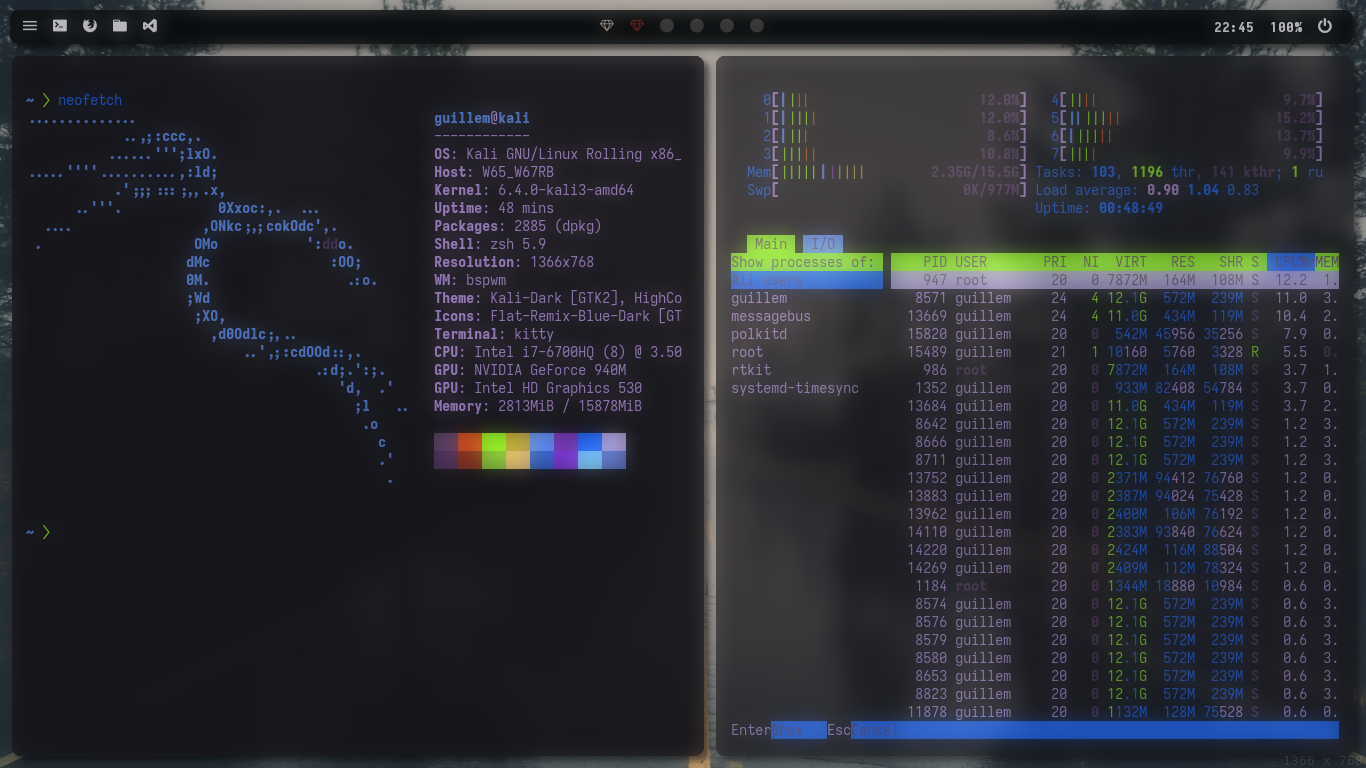 22:45 100%
~ ❯ neofetch
..............
..,;:ccc,.
......''';lxO.
.....''''..........,:ld;
.';;;:::;,,.x,
..'''. 0Xxoc:,. ...
.... ,ONkc;,;cokOdc',.
. OMo ':ddo.
dMc :OO;
0M. .:o.
;Wd
;XO,
,d0Odlc;,..
..',;:cdOOd::,.
.:d;.':;.
'd, .'
;l ..
.o
c
.'
.
guillem@kali
------------
OS: Kali GNU/Linux Rolling x86_
Host: W65_W67RB
Kernel: 6.4.0-kali3-amd64
Uptime: 48 mins
Packages: 2885 (dpkg)
Shell: zsh 5.9
Resolution: 1366x768
WM: bspwm
Theme: Kali-Dark [GTK2], HighCo
Icons: Flat-Remix-Blue-Dark [GT
Terminal: kitty
CPU: Intel i7-6700HQ (8) @ 3.50
GPU: NVIDIA GeForce 940M
GPU: Intel HD Graphics 530
Memory: 2813MiB / 15878MiB
~ ❯
0[|||| 12.0%] 4[|||| 9.7%]
1[||||| 12.0%] 5[||||||| 15.2%]
2[|||| 8.6%] 6[|||||| 13.7%]
3[||||| 10.8%] 7[|||| 9.9%]
Mem[||||||||||| 2.35G/15.5G] Tasks: 103, 1196 thr, 141 kthr; 1 ru
Swp[ 0K/977M] Load average: 0.90 1.04 0.83
Uptime: 00:48:49
Main I/O
Show processes of: PID USER PRI NI VIRT RES SHR S CPU% MEM
All users 947 root 20 0 7872M 164M 108M S 12.2 1.
guillem 8571 guillem 24 4 12.1G 572M 239M S 11.0 3.
messagebus 13669 guillem 24 4 11.0G 434M 119M S 10.4 2.
polkitd 15820 guillem 20 0 542M 45956 35256 S 7.9 0.
root 15489 guillem 21 1 10160 5760 3328 R 5.5 0.
rtkit 986 root 20 0 7872M 164M 108M S 3.7 1.
systemd-timesync 1352 guillem 20 0 933M 82408 54784 S 3.7 0.
13684 guillem 20 0 11.0G 434M 119M S 3.7 2.
8642 guillem 20 0 12.1G 572M 239M S 1.2 3.
8666 guillem 20 0 12.1G 572M 239M S 1.2 3.
8711 guillem 20 0 12.1G 572M 239M S 1.2 3.
13752 guillem 20 0 2371M 94412 76760 S 1.2 0.
13883 guillem 20 0 2387M 94024 75428 S 1.2 0.
13962 guillem 20 0 2400M 106M 76192 S 1.2 0.
14110 guillem 20 0 2383M 93840 76624 S 1.2 0.
14220 guillem 20 0 2424M 116M 88504 S 1.2 0.
14269 guillem 20 0 2409M 112M 78324 S 1.2 0.
1184 root 20 0 1344M 18880 10984 S 0.6 0.
8574 guillem 20 0 12.1G 572M 239M S 0.6 3.
8576 guillem 20 0 12.1G 572M 239M S 0.6 3.
8579 guillem 20 0 12.1G 572M 239M S 0.6 3.
8580 guillem 20 0 12.1G 572M 239M S 0.6 3.
8653 guillem 20 0 12.1G 572M 239M S 0.6 3.
8823 guillem 20 0 12.1G 572M 239M S 0.6 3.
11878 guillem 20 0 1132M 128M 75528 S 0.6 0.
EnterShow EscCancel
1366 x 768